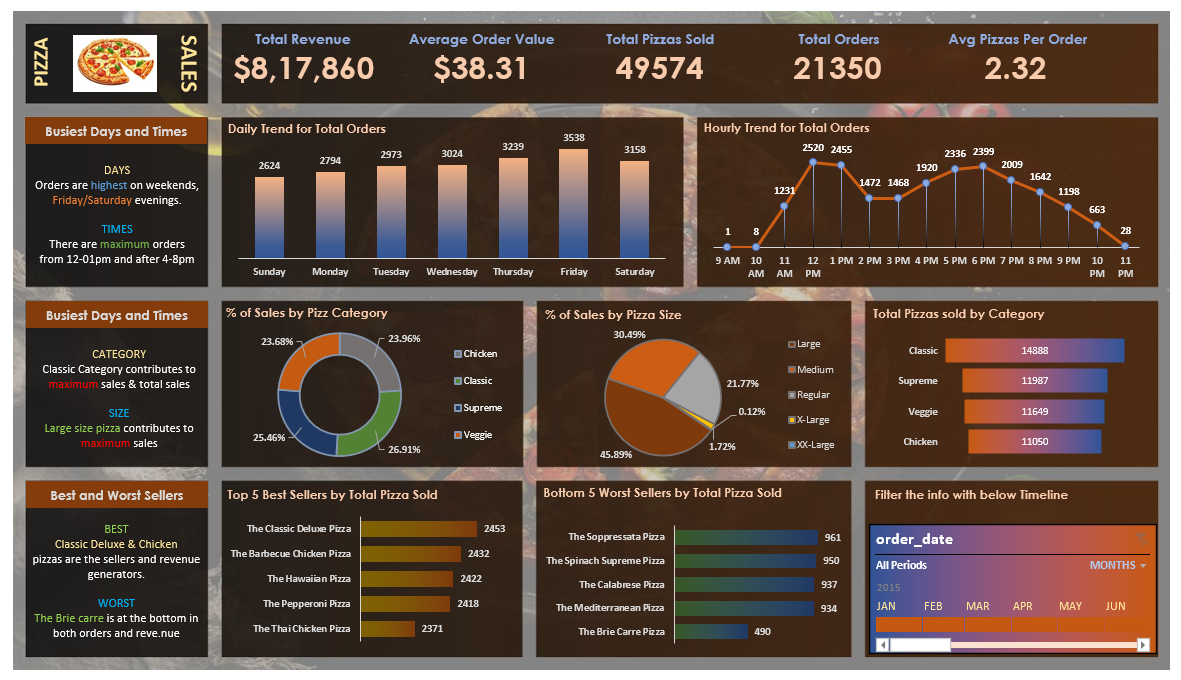 PIZZA
SALES
Total Revenue
$8,17,860
Average Order Value
$38.31
Total Pizzas Sold
49574
Total Orders
21350
Avg Pizzas Per Order
2.32
Busiest Days and Times
DAYS
Orders are highest on weekends,
Friday/Saturday evenings.
TIMES
There are maximum orders
from 12-01pm and after 4-8pm
Daily Trend for Total Orders
2624
2794
2973
3024
3239
3538
3158
Sunday
Monday
Tuesday
Wednesday
Thursday
Friday
Saturday
Hourly Trend for Total Orders
1
8
1231
2520
2455
1472
1468
1920
2336
2399
2009
1642
1198
663
28
9 AM
10 AM
11 AM
12 PM
1 PM
2 PM
3 PM
4 PM
5 PM
6 PM
7 PM
8 PM
9 PM
10 PM
11 PM
Busiest Days and Times
CATEGORY
Classic Category contributes to
maximum sales & total sales
SIZE
Large size pizza contributes to
maximum sales
% of Sales by Pizz Category
23.68%
23.96%
25.46%
26.91%
Chicken
Classic
Supreme
Veggie
% of Sales by Pizza Size
30.49%
21.77%
0.12%
1.72%
45.89%
Large
Medium
Regular
X-Large
XX-Large
Total Pizzas sold by Category
Classic 14888
Supreme 11987
Veggie 11649
Chicken 11050
Best and Worst Sellers
BEST
Classic Deluxe & Chicken
pizzas are the sellers and revenue
generators.
WORST
The Brie carre is at the bottom in
both orders and reve.nue
Top 5 Best Sellers by Total Pizza Sold
The Classic Deluxe Pizza 2453
The Barbecue Chicken Pizza 2432
The Hawaiian Pizza 2422
The Pepperoni Pizza 2418
The Thai Chicken Pizza 2371
Bottom 5 Worst Sellers by Total Pizza Sold
The Soppressata Pizza 961
The Spinach Supreme Pizza 950
The Calabrese Pizza 937
The Mediterranean Pizza 934
The Brie Carre Pizza 490
Filter the info with below Timeline
order_date
All Periods MONTHS
2015
JAN FEB MAR APR MAY JUN